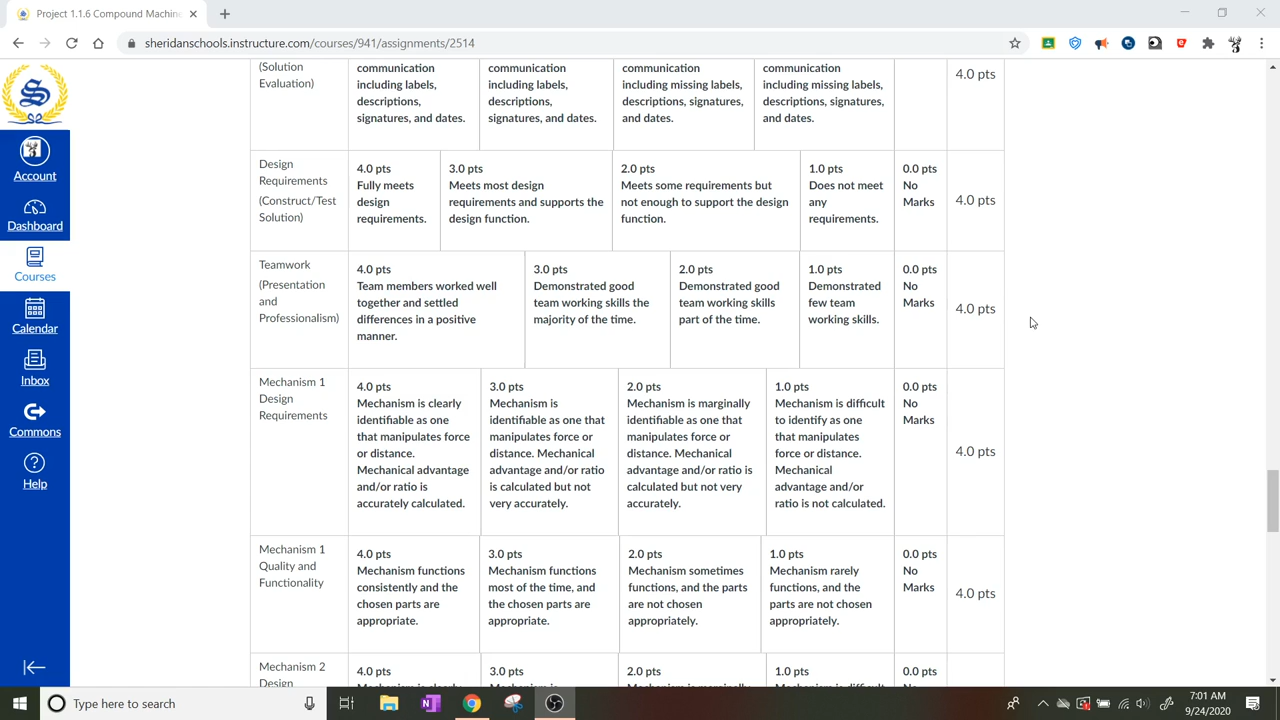 Project 1.1.6 Compound Machin
sheridanschools.instructure.com/courses/941/assignments/2514
S
Account
Dashboard
Courses
Calendar
Inbox
Commons
Help
(Solution
Evaluation)
communication
including labels,
descriptions,
signatures, and dates.
communication
including labels,
descriptions,
signatures, and dates.
communication
including missing labels,
descriptions, signatures,
and dates.
communication
including missing labels,
descriptions, signatures,
and dates.
4.0 pts
Design
Requirements
(Construct/Test
Solution)
4.0 pts
Fully meets
design
requirements.
3.0 pts
Meets most design
requirements and supports the
design function.
2.0 pts
Meets some requirements but
not enough to support the design
function.
1.0 pts
Does not meet
any
requirements.
0.0 pts
No
Marks
4.0 pts
Teamwork
(Presentation
and
Professionalism)
4.0 pts
Team members worked well
together and settled
differences in a positive
manner.
3.0 pts
Demonstrated good
team working skills the
majority of the time.
2.0 pts
Demonstrated good
team working skills
part of the time.
1.0 pts
Demonstrated
few team
working skills.
0.0 pts
No
Marks
4.0 pts
Mechanism 1
Design
Requirements
4.0 pts
Mechanism is clearly
identifiable as one
that manipulates force
or distance.
Mechanical advantage
and/or ratio is
accurately calculated.
3.0 pts
Mechanism is
identifiable as one that
manipulates force or
distance. Mechanical
advantage and/or ratio
is calculated but not
very accurately.
2.0 pts
Mechanism is marginally
identifiable as one that
manipulates force or
distance. Mechanical
advantage and/or ratio is
calculated but not very
accurately.
1.0 pts
Mechanism is difficult
to identify as one
that manipulates
force or distance.
Mechanical
advantage and/or
ratio is not calculated.
0.0 pts
No
Marks
4.0 pts
Mechanism 1
Quality and
Functionality
4.0 pts
Mechanism functions
consistently and the
chosen parts are
appropriate.
3.0 pts
Mechanism functions
most of the time, and
the chosen parts are
appropriate.
2.0 pts
Mechanism sometimes
functions, and the parts
are not chosen
appropriately.
1.0 pts
Mechanism rarely
functions, and the
parts are not chosen
appropriately.
0.0 pts
No
Marks
4.0 pts
Mechanism 2
Design
4.0 pts
Mechanism is clearly
3.0 pts
Mechanism is
2.0 pts
Mechanism is marginally
1.0 pts
Mechanism is difficult
0.0 pts
No
Type here to search
7:01 AM
9/24/2020